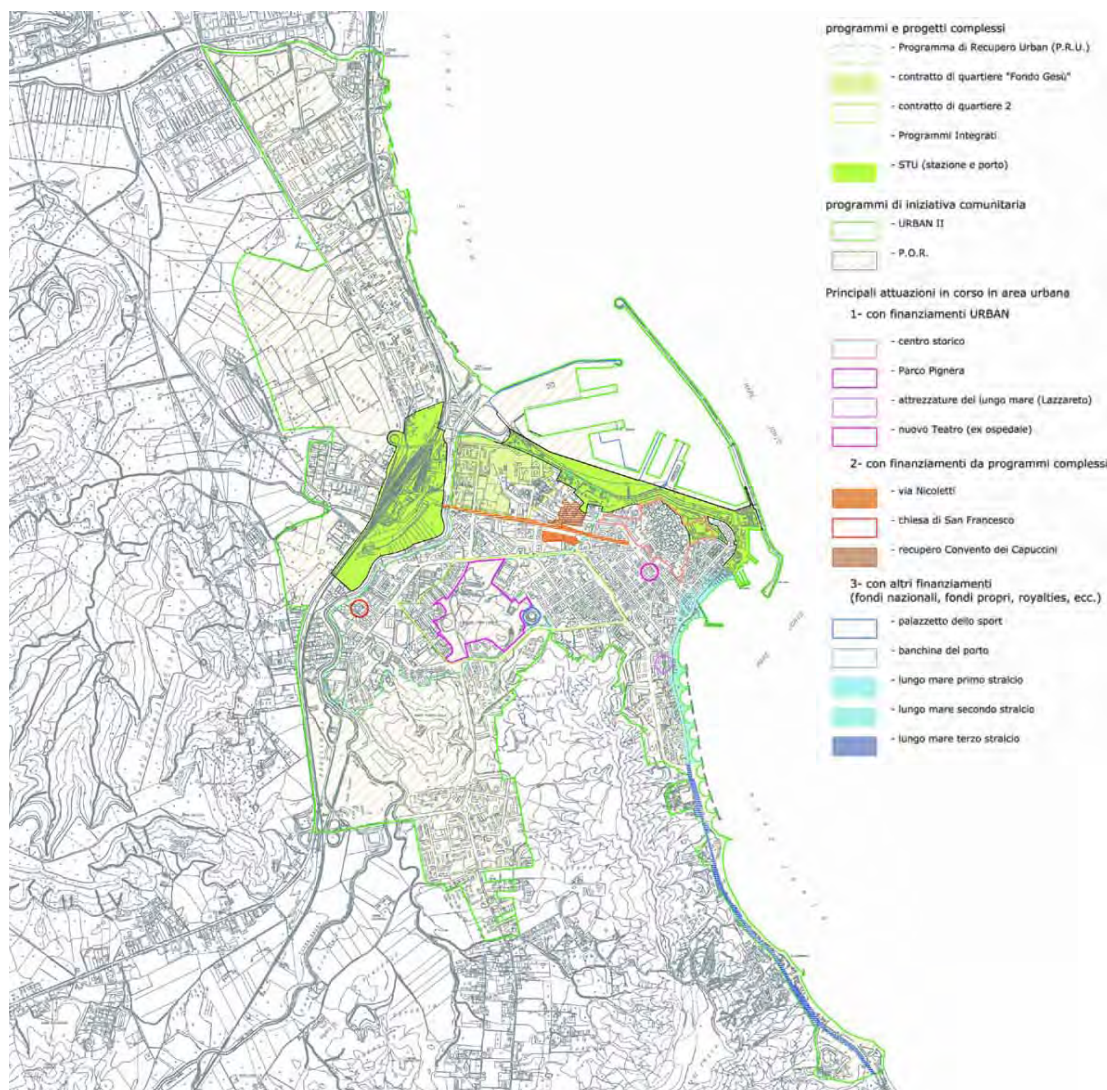 programmi e progetti complessi
- Programma di Recupero Urban (P.R.U.)
- contratto di quartiere "Fondo Gesù"
- contratto di quartiere 2
- Programmi Integrati
- STU (stazione e porto)
programmi di iniziativa comunitaria
- URBAN II
- P.O.R.
Principali attuazioni in corso in area urbana
1- con finanziamenti URBAN
- centro storico
- Parco Pignera
- attrezzature del lungo mare (Lazzareto)
- nuovo Teatro (ex ospedale)
2- con finanziamenti da programmi complessi
- via Nicoletti
- chiesa di San Francesco
- recupero Convento dei Capuccini
3- con altri finanziamenti
(fondi nazionali, fondi propri, royalties, ecc.)
- palazzetto dello sport
- banchina del porto
- lungo mare primo stralcio
- lungo mare secondo stralcio
- lungo mare terzo stralcio